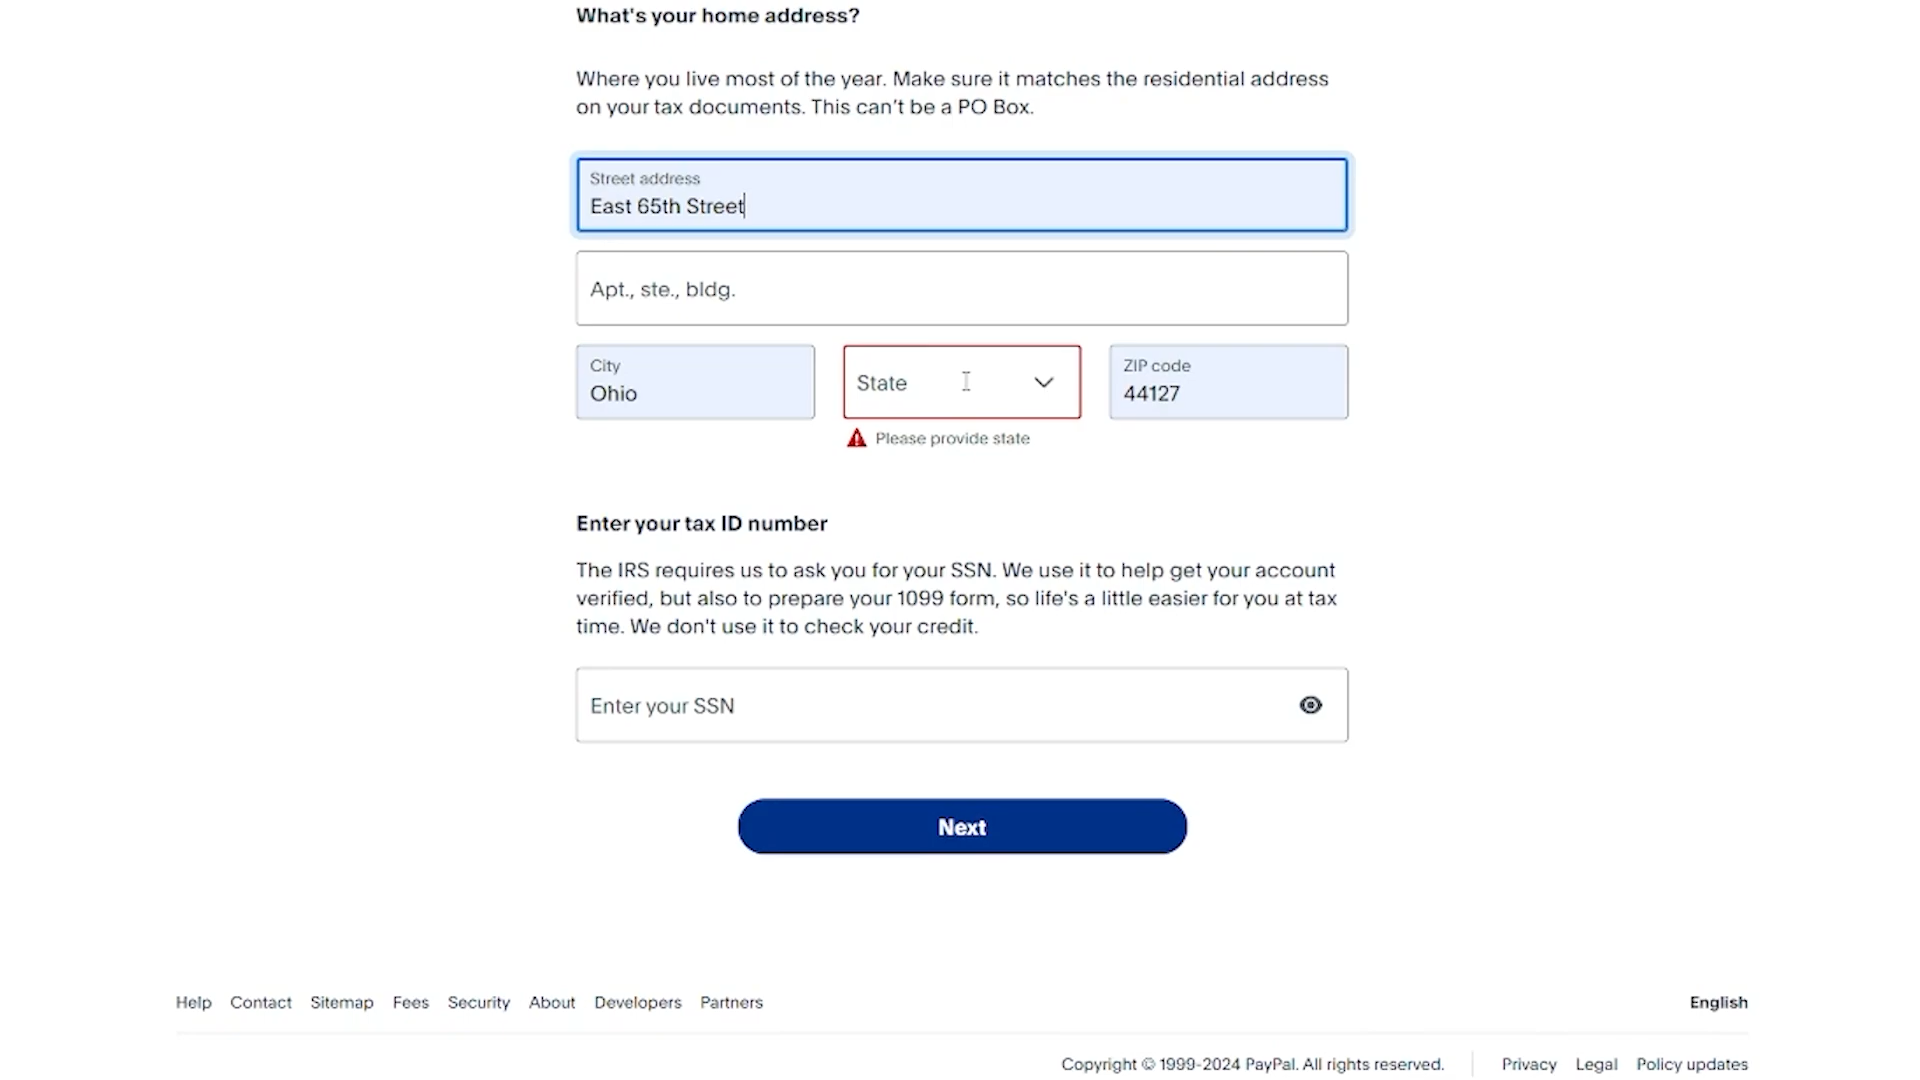 What's your home address?
Where you live most of the year. Make sure it matches the residential address
on your tax documents. This can't be a PO Box.
Street address
East 65th Street
Apt., ste., bldg.
City
Ohio
State
ZIP code
44127
Please provide state
Enter your tax ID number
The IRS requires us to ask you for your SSN. We use it to help get your account
verified, but also to prepare your 1099 form, so life's a little easier for you at tax
time. We don't use it to check your credit.
Enter your SSN
Next
Help Contact Sitemap Fees Security About Developers Partners English
Copyright © 1999-2024 PayPal. All rights reserved. Privacy Legal Policy updates